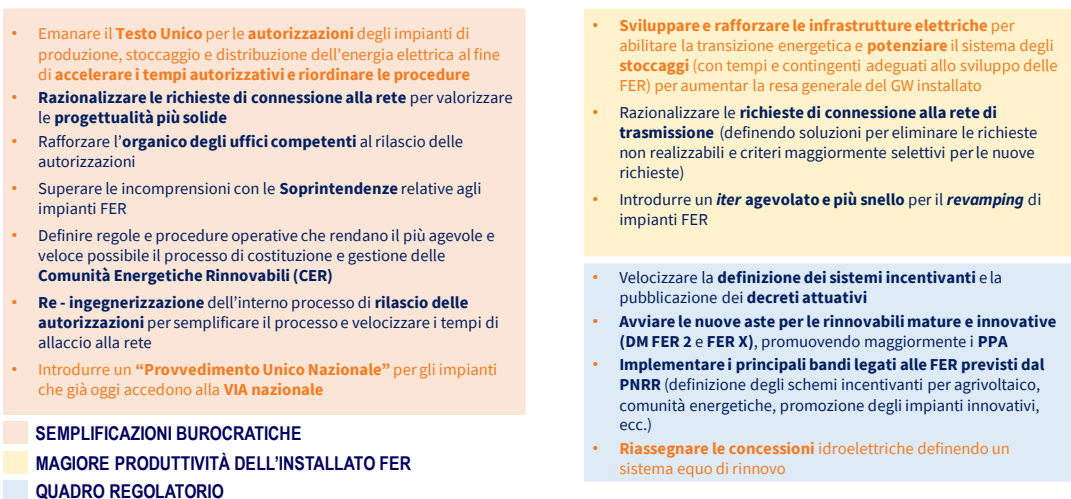 • Emanare il Testo Unico per le autorizzazioni degli impianti di
produzione, stoccaggio e distribuzione dell'energia elettrica al fine
di accelerare i tempi autorizzativi e riordinare le procedure
• Razionalizzare le richieste di connessione alla rete per valorizzare
le progettualità più solide
• Rafforzare l'organico degli uffici competenti al rilascio delle
autorizzazioni
• Superare le incomprensioni con le Soprintendenze relative agli
impianti FER
• Definire regole e procedure operative che rendano il più agevole e
veloce possibile il processo di costituzione e gestione delle
Comunità Energetiche Rinnovabili (CER)
• Re - ingegnerizzazione dell'interno processo di rilascio delle
autorizzazioni per semplificare il processo e velocizzare i tempi di
allaccio alla rete
• Introdurre un "Provvedimento Unico Nazionale" per gli impianti
che già oggi accedono alla VIA nazionale
SEMPLIFICAZIONI BUROCRATICHE
MAGIORE PRODUTTIVITÀ DELL'INSTALLATO FER
QUADRO REGOLATORIO
• Sviluppare e rafforzare le infrastrutture elettriche per
abilitare la transizione energetica e potenziare il sistema degli
stoccaggi (con tempi e contingenti adeguati allo sviluppo delle
FER) per aumentare la resa generale del GW installato
• Razionalizzare le richieste di connessione alla rete di
trasmissione (definendo soluzioni per eliminare le richieste
non realizzabili e criteri maggiormente selettivi per le nuove
richieste)
• Introdurre un iter agevolato e più snello per il revamping di
impianti FER
• Velocizzare la definizione dei sistemi incentivanti e la
pubblicazione dei decreti attuativi
• Avviare le nuove aste per le rinnovabili mature e innovative
(DM FER 2 e FER X), promuovendo maggiormente i PPA
• Implementare i principali bandi legati alle FER previsti dal
PNRR (definizione degli schemi incentivanti per agrivoltaico,
comunità energetiche, promozione degli impianti innovativi,
ecc.)
• Riassegnare le concessioni idroelettriche definendo un
sistema equo di rinnovo